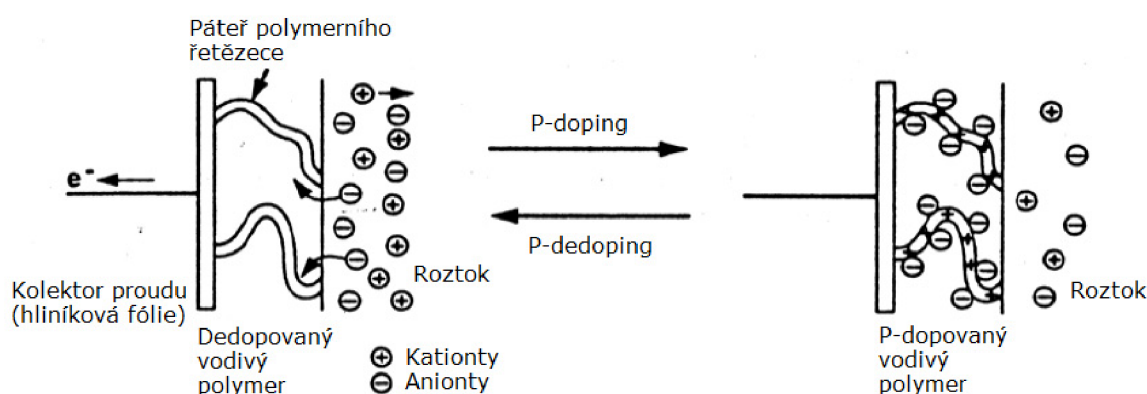 Páteř polymerního
řetězece
P-doping
e⁻
P-dedoping
Roztok
Kolektor proudu
(hliníková fólie)
Dedopovaný
vodivý
polymer
Kationty
Anionty
Roztok
P-dopovaný
vodivý
polymer